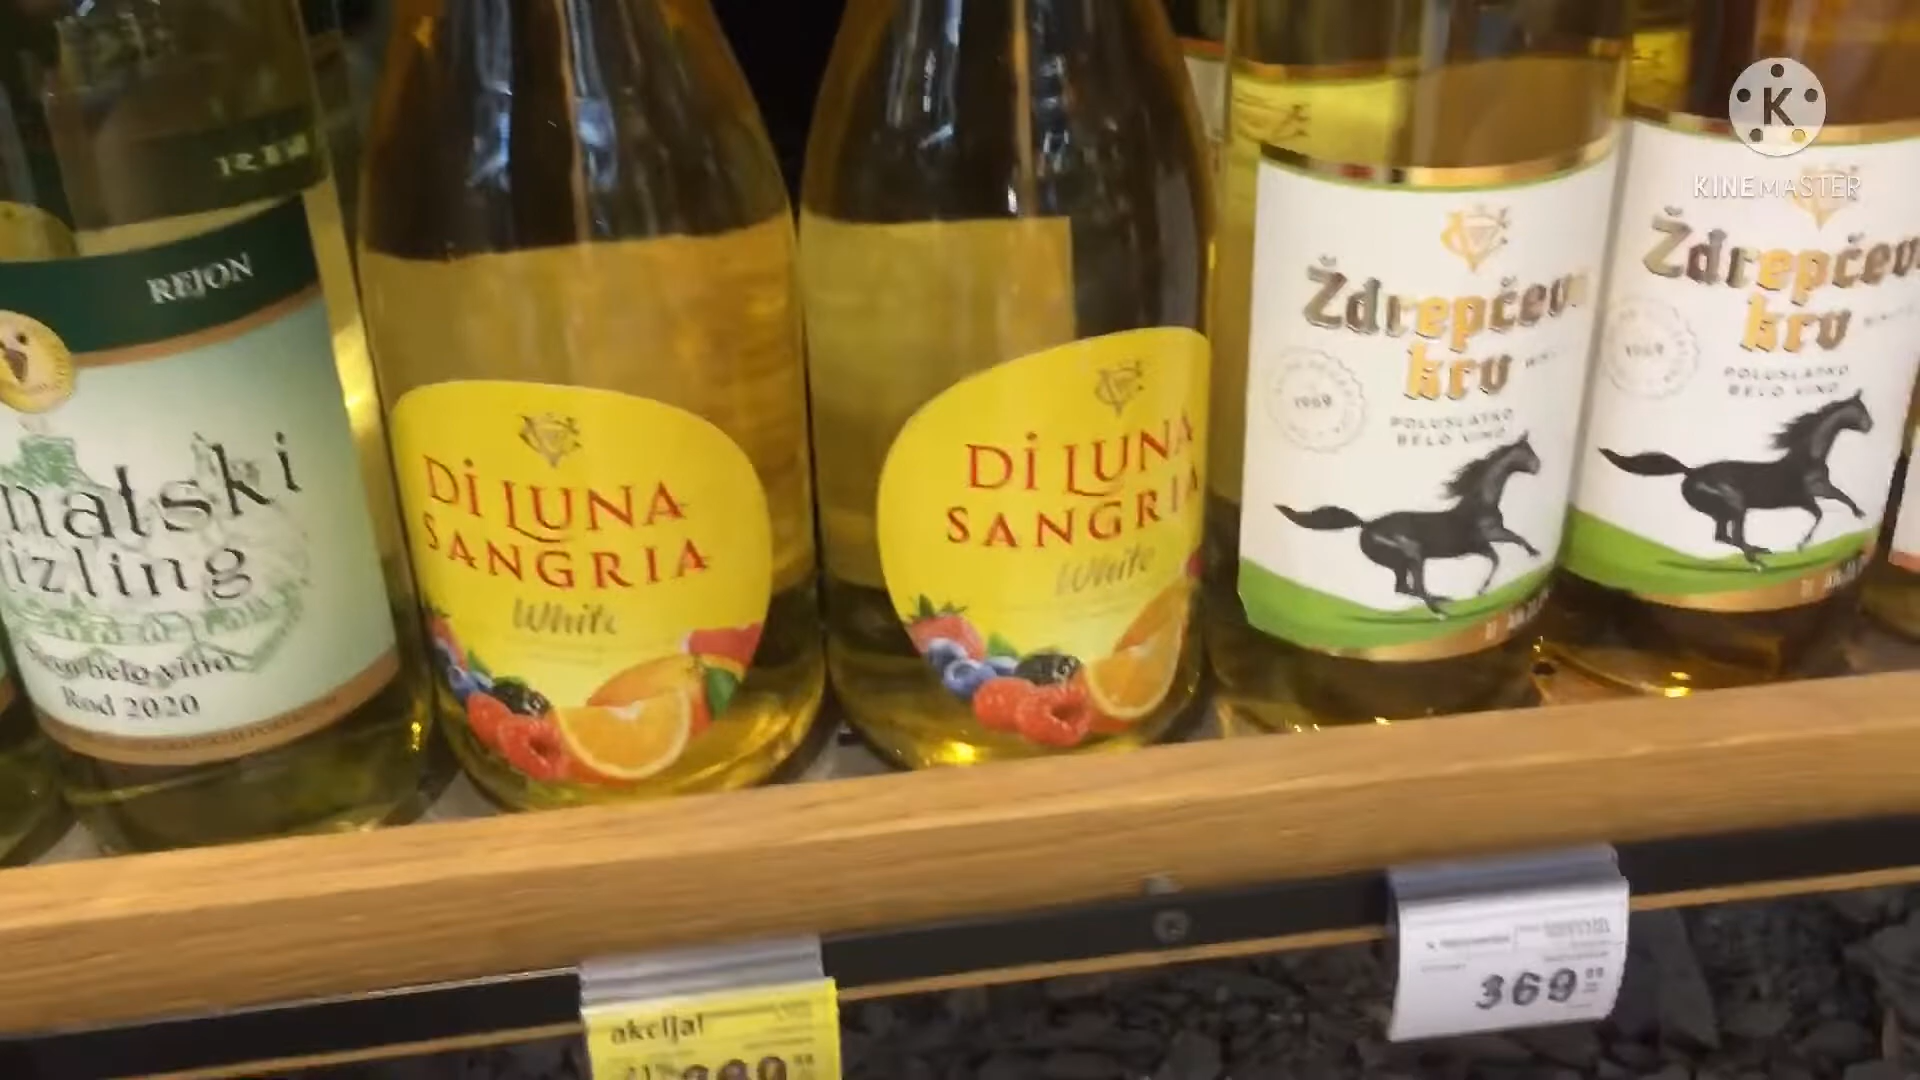 REJON
natski
izling
belo vino
Rod 2020
Di LUNA
SANGRIA
White
Di LUNA
SANGRIA
White
Ždrepčeva
krv
1969
POLUSLATKO
BELO VINO
Ždrepčeva
krv
1969
POLUSLATKO
BELO VINO
K
KINEMASTER
akcija!
369